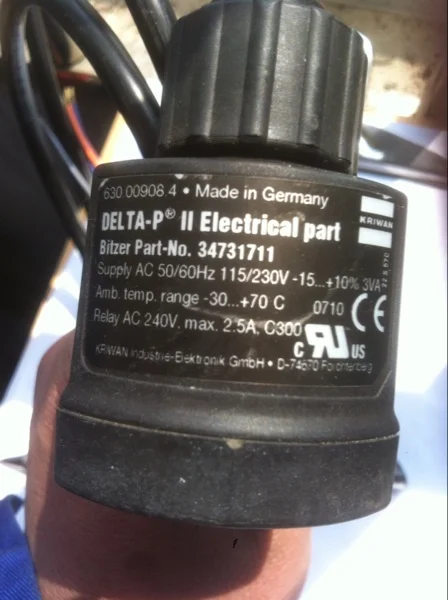 630.00908.4 • Made in Germany
DELTA-P® II Electrical part
KRIWAN
Bitzer Part-No. 34731711
Supply AC 50/60Hz 115/230V -15...+10% 3VA
Amb. temp. range -30...+70 C 0710 CE
Relay AC 240V, max. 2.5A, C300
C US
KRIWAN Industrie-Elektronik GmbH • D-74670 Forchtenberg